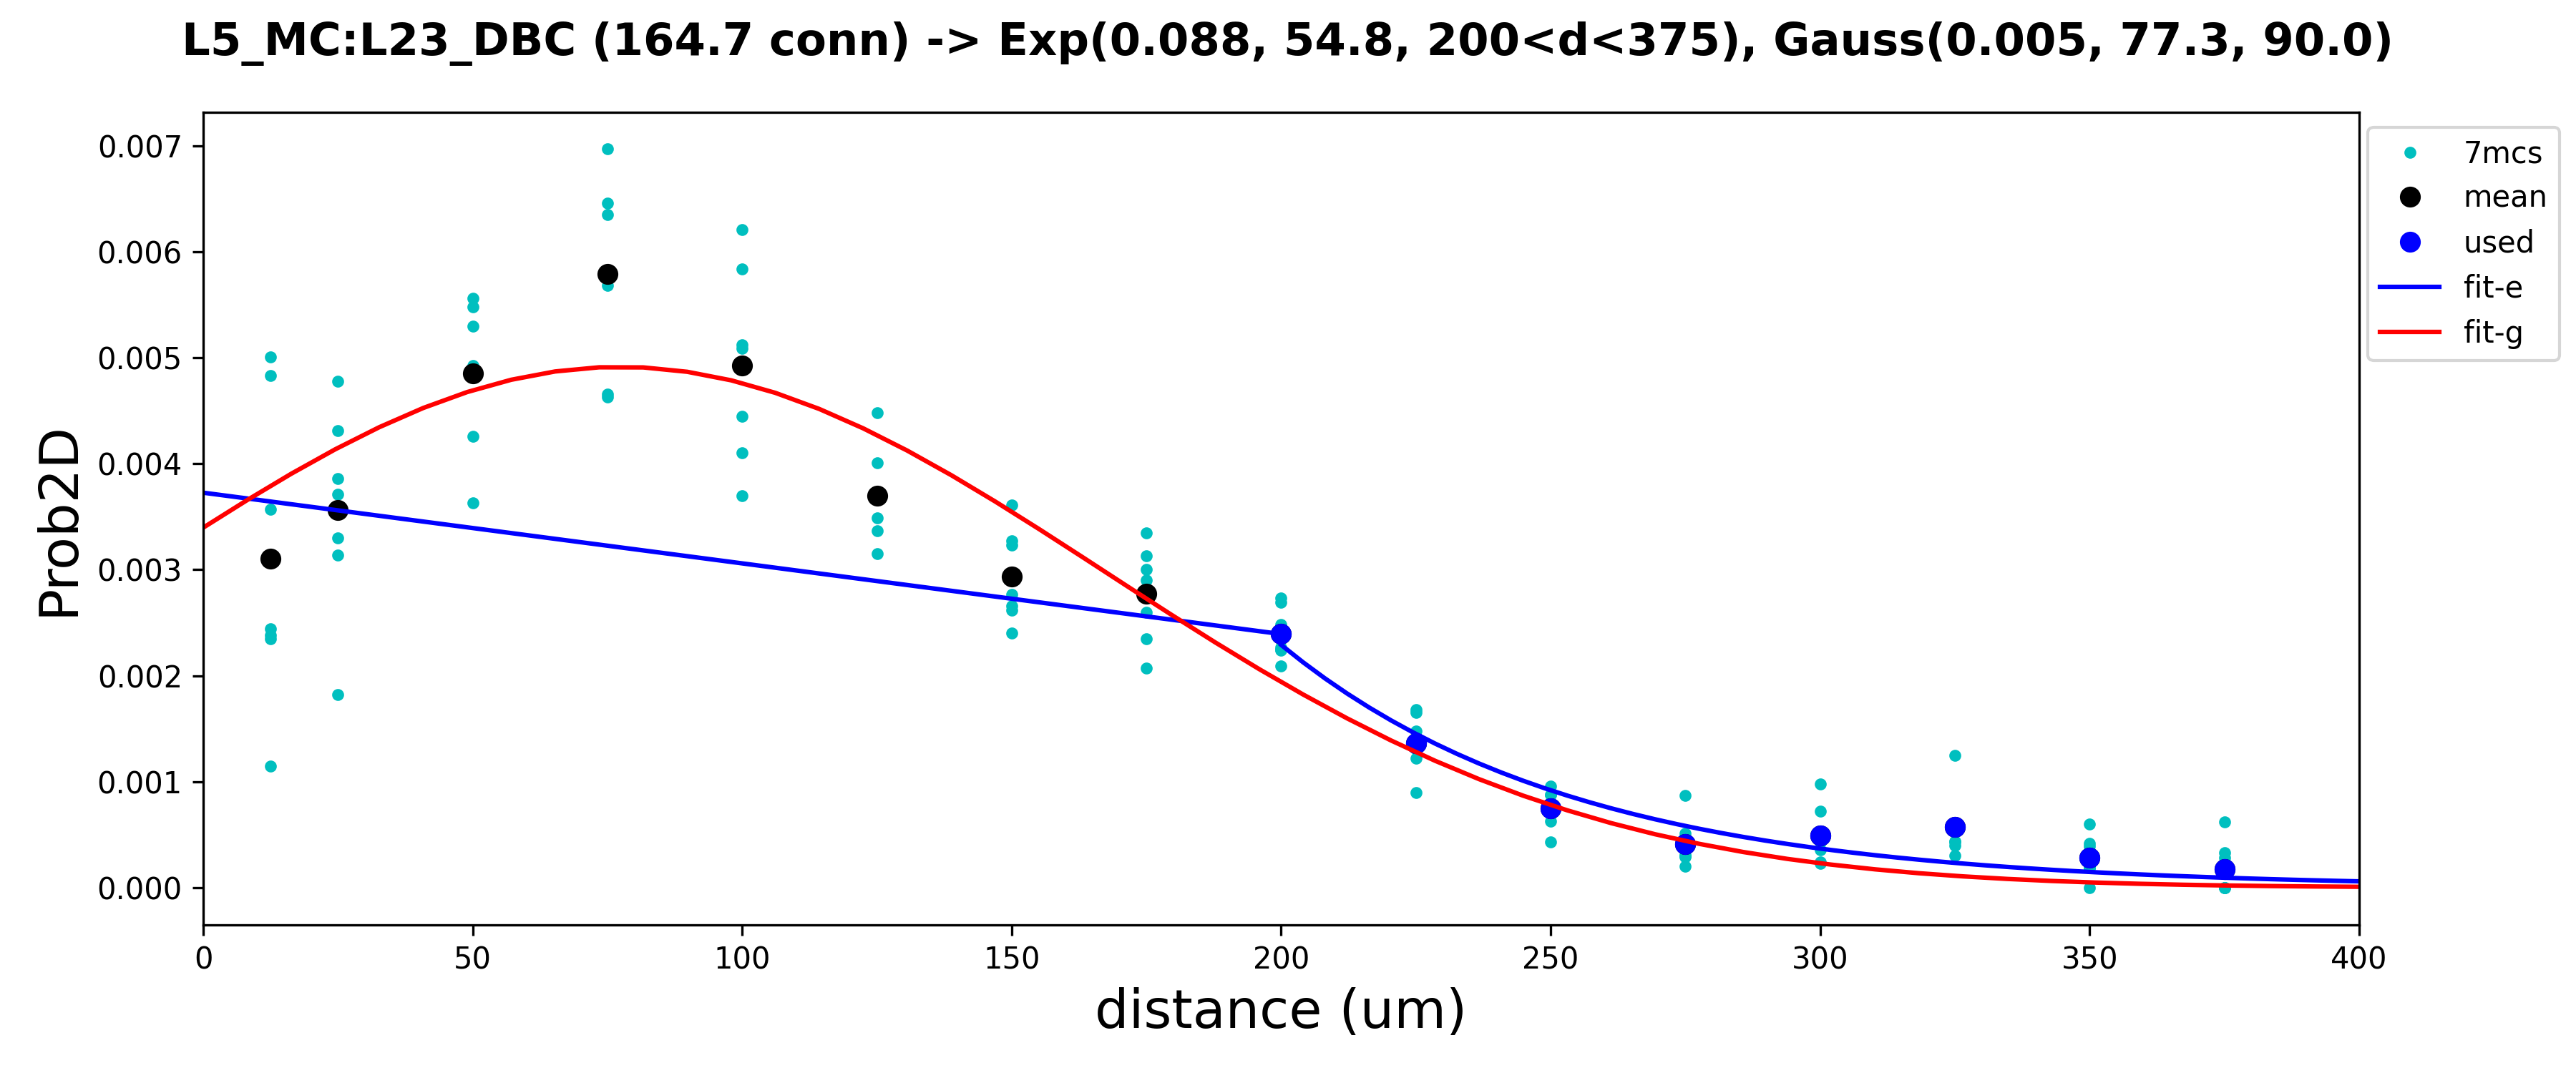 L5_MC:L23_DBC (164.7 conn) -> Exp(0.088, 54.8, 200<d<375), Gauss(0.005, 77.3, 90.0)
0.007
0.006
0.005
0.004
0.003
0.002
0.001
0.000
Prob2D
0 50 100 150 200 250 300 350 400
distance (um)
7mcs
mean
used
fit-e
fit-g